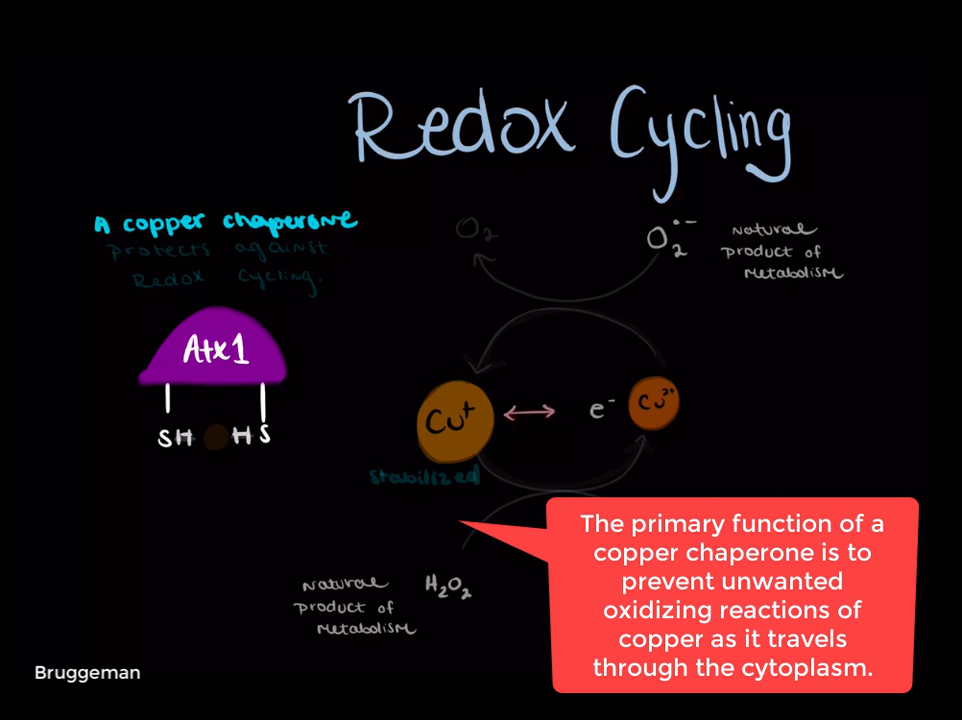 Redox Cycling
A copper chaperone
protects against
Redox cycling.
Atx1
SH HS
O₂
O₂•−
Natural
product of
Metabolism
Cu⁺
e⁻
Cu²⁺
Stabilized
Natural
product of
Metabolism
H₂O₂
The primary function of a
copper chaperone is to
prevent unwanted
oxidizing reactions of
copper as it travels
through the cytoplasm.
Bruggeman